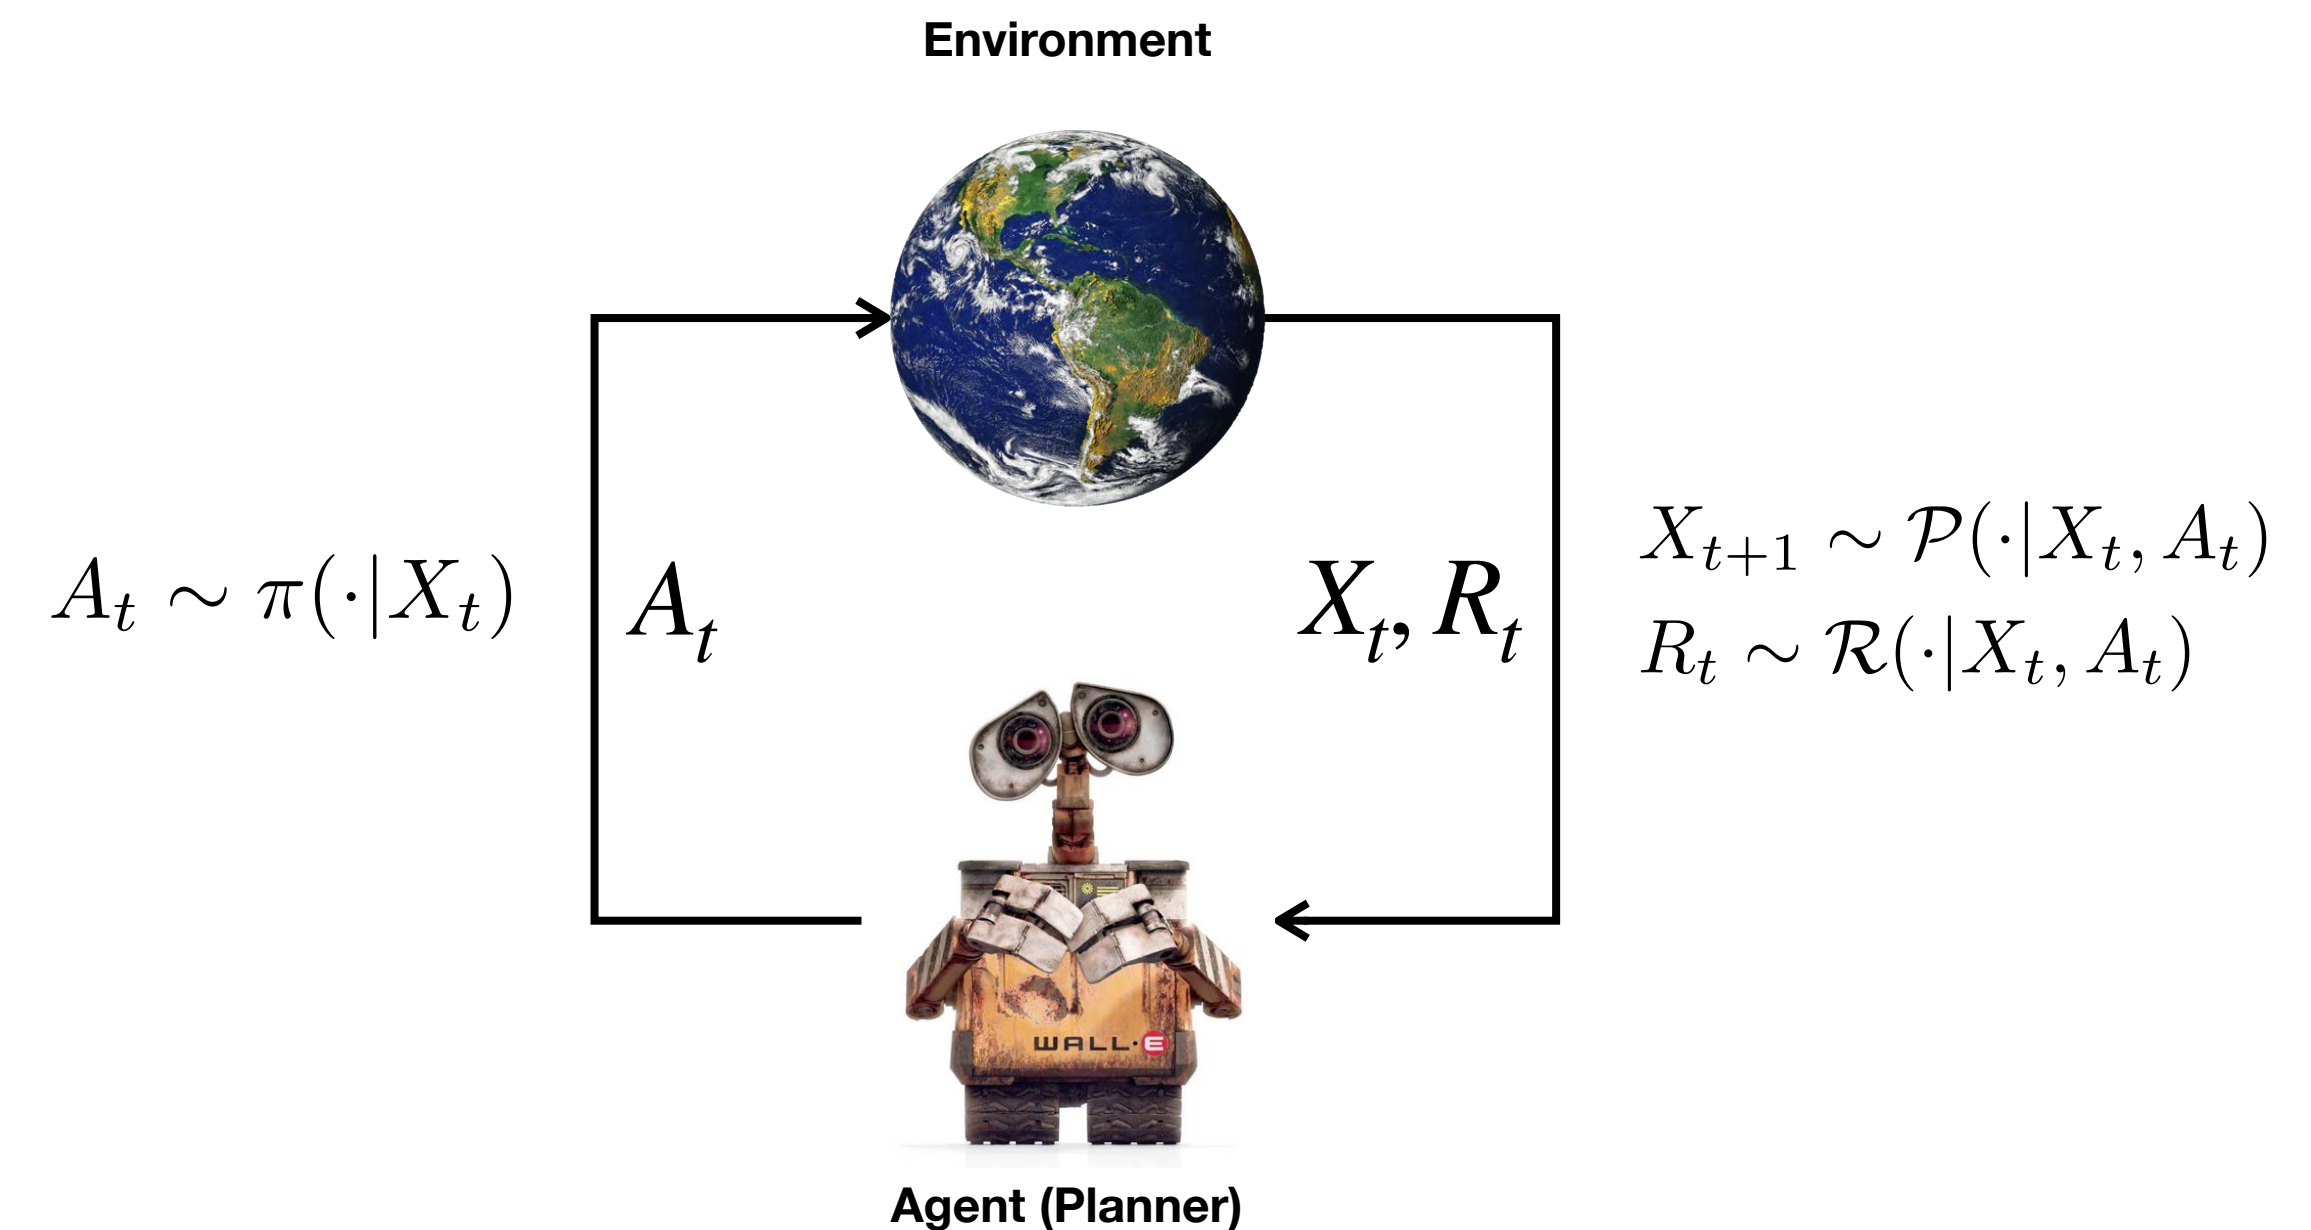 Environment
A_t ∼ π(·|X_t)
A_t
X_t, R_t
X_{t+1} ∼ 𝒫(·|X_t, A_t)
R_t ∼ ℛ(·|X_t, A_t)
WALL·E
Agent (Planner)